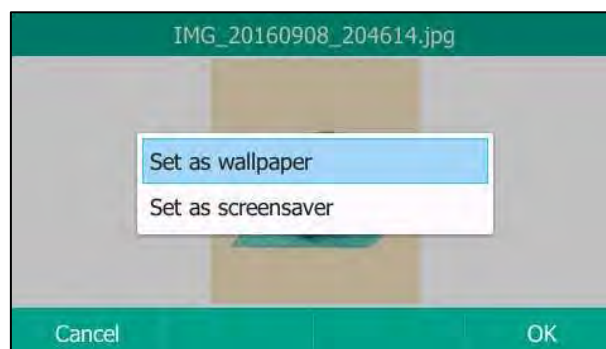 IMG_20160908_204614.jpg
Set as wallpaper
Set as screensaver
Cancel
OK